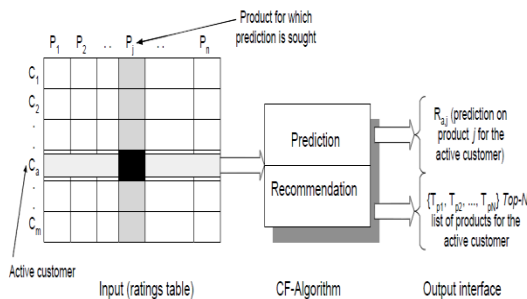 Product for which
prediction is sought
P1 P2 . . Pj . . Pn
C1
C2
.
.
Ca
.
.
Cm
Active customer
Prediction
Recommendation
Ra,j (prediction on
product j for the
active customer)
{Tp1, Tp2, ..., TpN} Top-N
list of products for the
active customer
Input (ratings table) CF-Algorithm Output interface